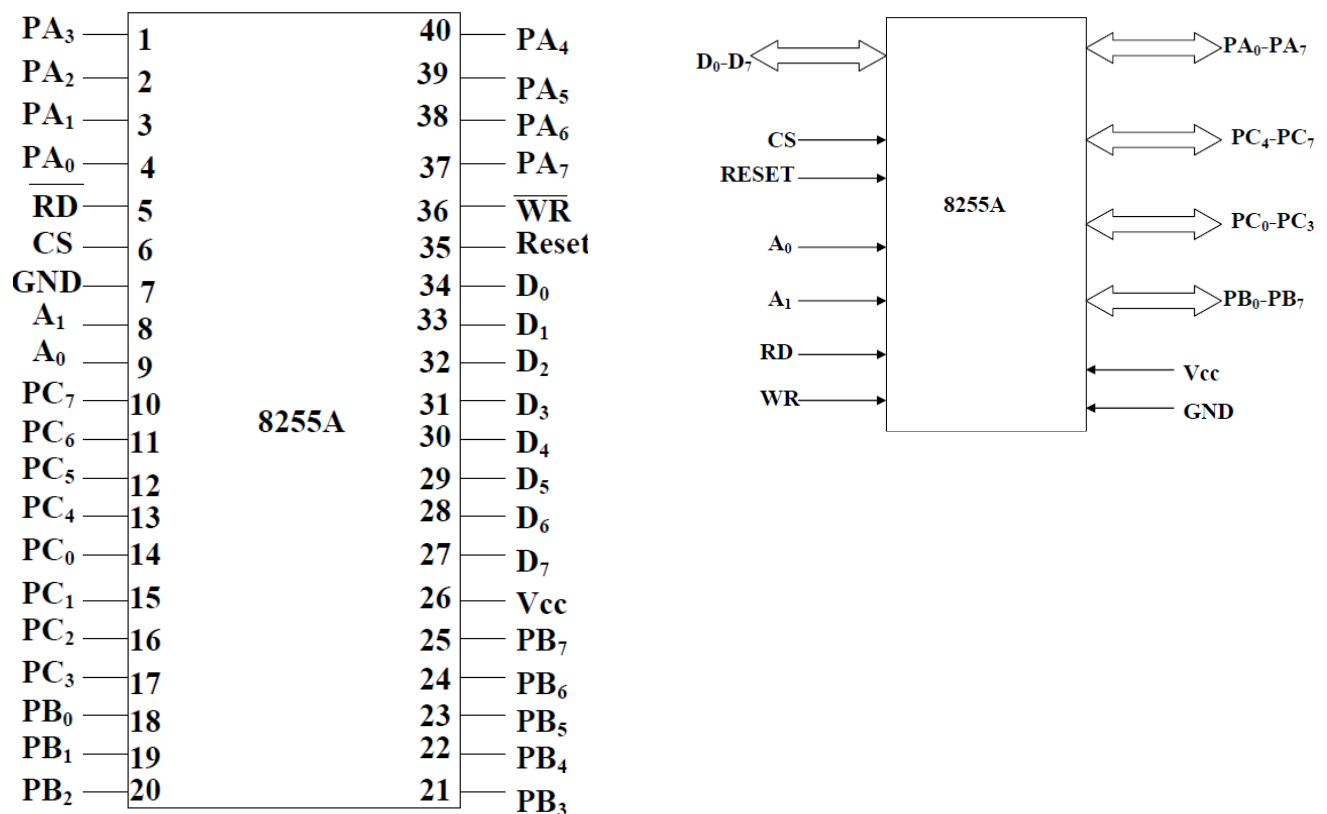 PA₃ 1 40 PA₄
PA₂ 2 39 PA₅
PA₁ 3 38 PA₆
PA₀ 4 37 PA₇
R̅D̅ 5 36 W̅R̅
CS 6 35 Reset
GND 7 34 D₀
A₁ 8 33 D₁
A₀ 9 32 D₂
PC₇ 10 31 D₃
8255A
PC₆ 11 30 D₄
PC₅ 12 29 D₅
PC₄ 13 28 D₆
PC₀ 14 27 D₇
PC₁ 15 26 Vcc
PC₂ 16 25 PB₇
PC₃ 17 24 PB₆
PB₀ 18 23 PB₅
PB₁ 19 22 PB₄
PB₂ 20 21 PB₃
D₀-D₇ PA₀-PA₇
CS PC₄-PC₇
RESET
8255A
PC₀-PC₃
A₀
A₁ PB₀-PB₇
RD
Vcc
WR
GND